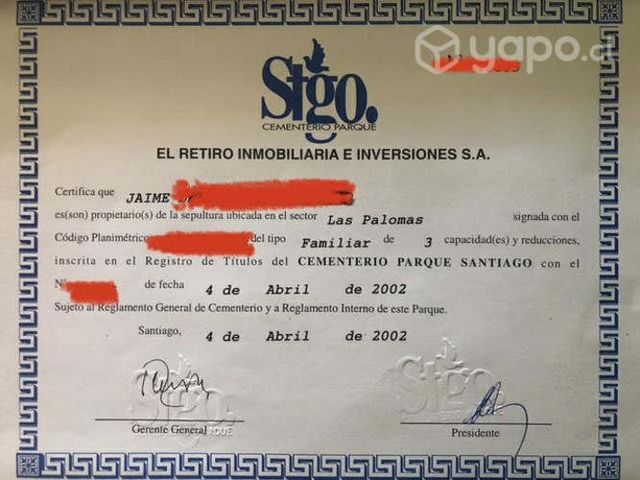 yapo.cl
Stgo.
CEMENTERIO PARQUE
EL RETIRO INMOBILIARIA E INVERSIONES S.A.
Certifica que JAIME
es(son) propietario(s) de la sepultura ubicada en el sector Las Palomas signada con el
Código Planimétrico del tipo Familiar de 3 capacidad(es) y reducciones,
inscrita en el Registro de Títulos del CEMENTERIO PARQUE SANTIAGO con el
N° de fecha 4 de Abril de 2002
Sujeto al Reglamento General de Cementerio y a Reglamento Interno de este Parque.
Santiago, 4 de Abril de 2002
Stgo.
Stgo.
Gerente General
Presidente